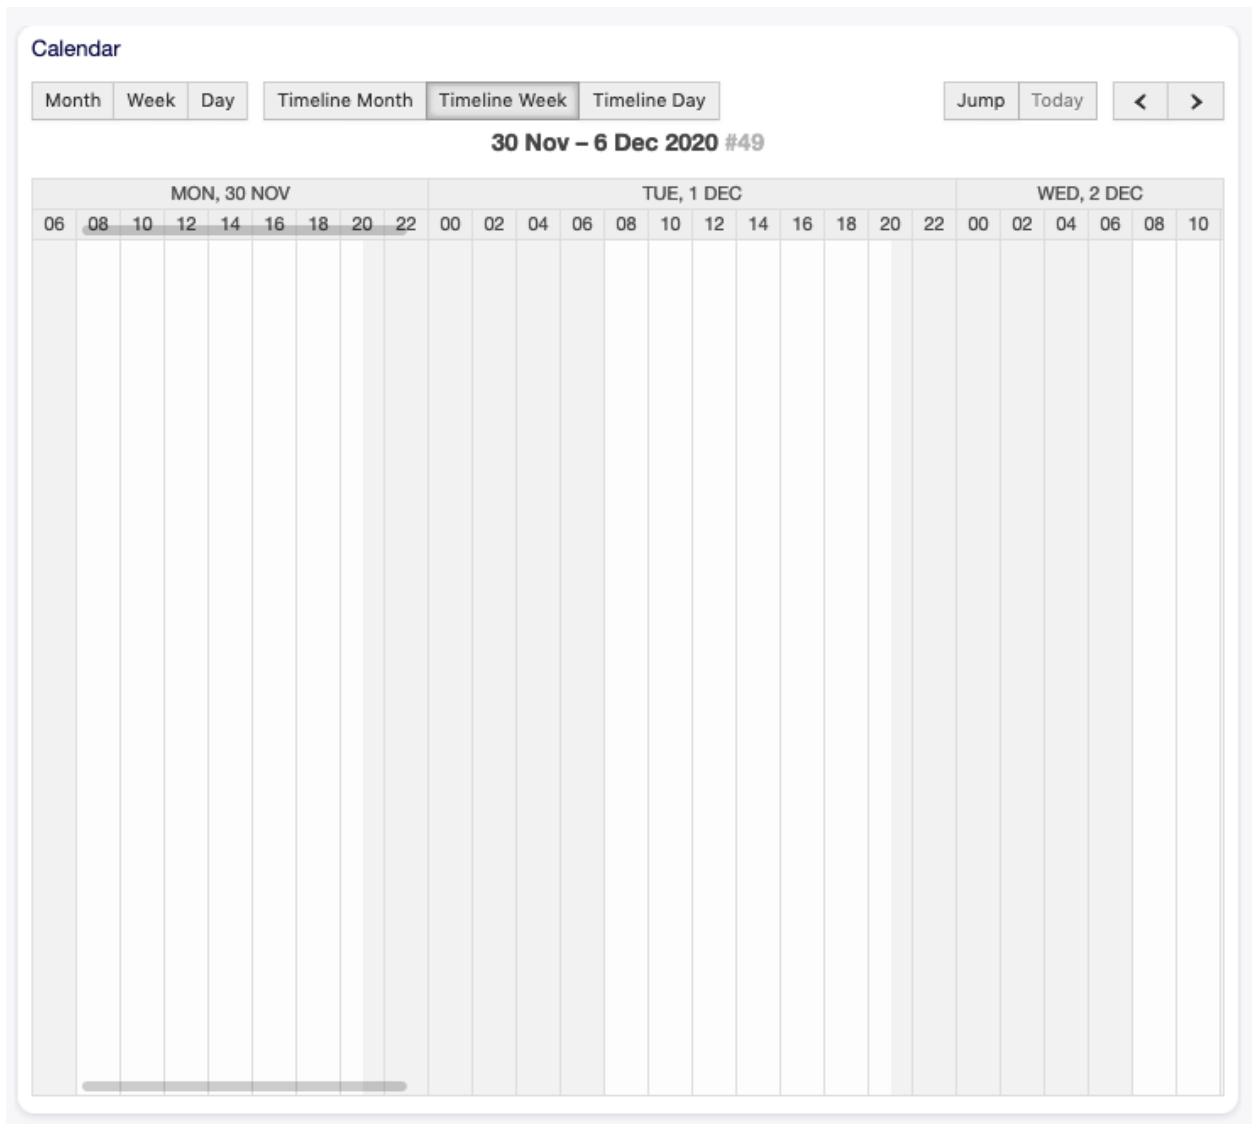 Calendar
Month Week Day Timeline Month Timeline Week Timeline Day Jump Today < >
30 Nov – 6 Dec 2020 #49
MON, 30 NOV TUE, 1 DEC WED, 2 DEC
06 08 10 12 14 16 18 20 22 00 02 04 06 08 10 12 14 16 18 20 22 00 02 04 06 08 10